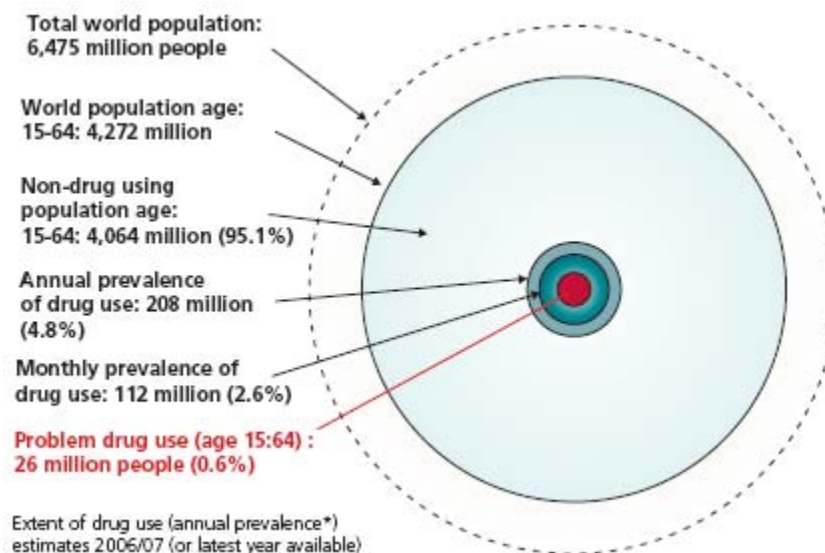 Total world population:
6,475 million people
World population age:
15-64: 4,272 million
Non-drug using
population age:
15-64: 4,064 million (95.1%)
Annual prevalence
of drug use: 208 million
(4.8%)
Monthly prevalence of
drug use: 112 million (2.6%)
Problem drug use (age 15:64) :
26 million people (0.6%)
Extent of drug use (annual prevalence*)
estimates 2006/07 (or latest year available)